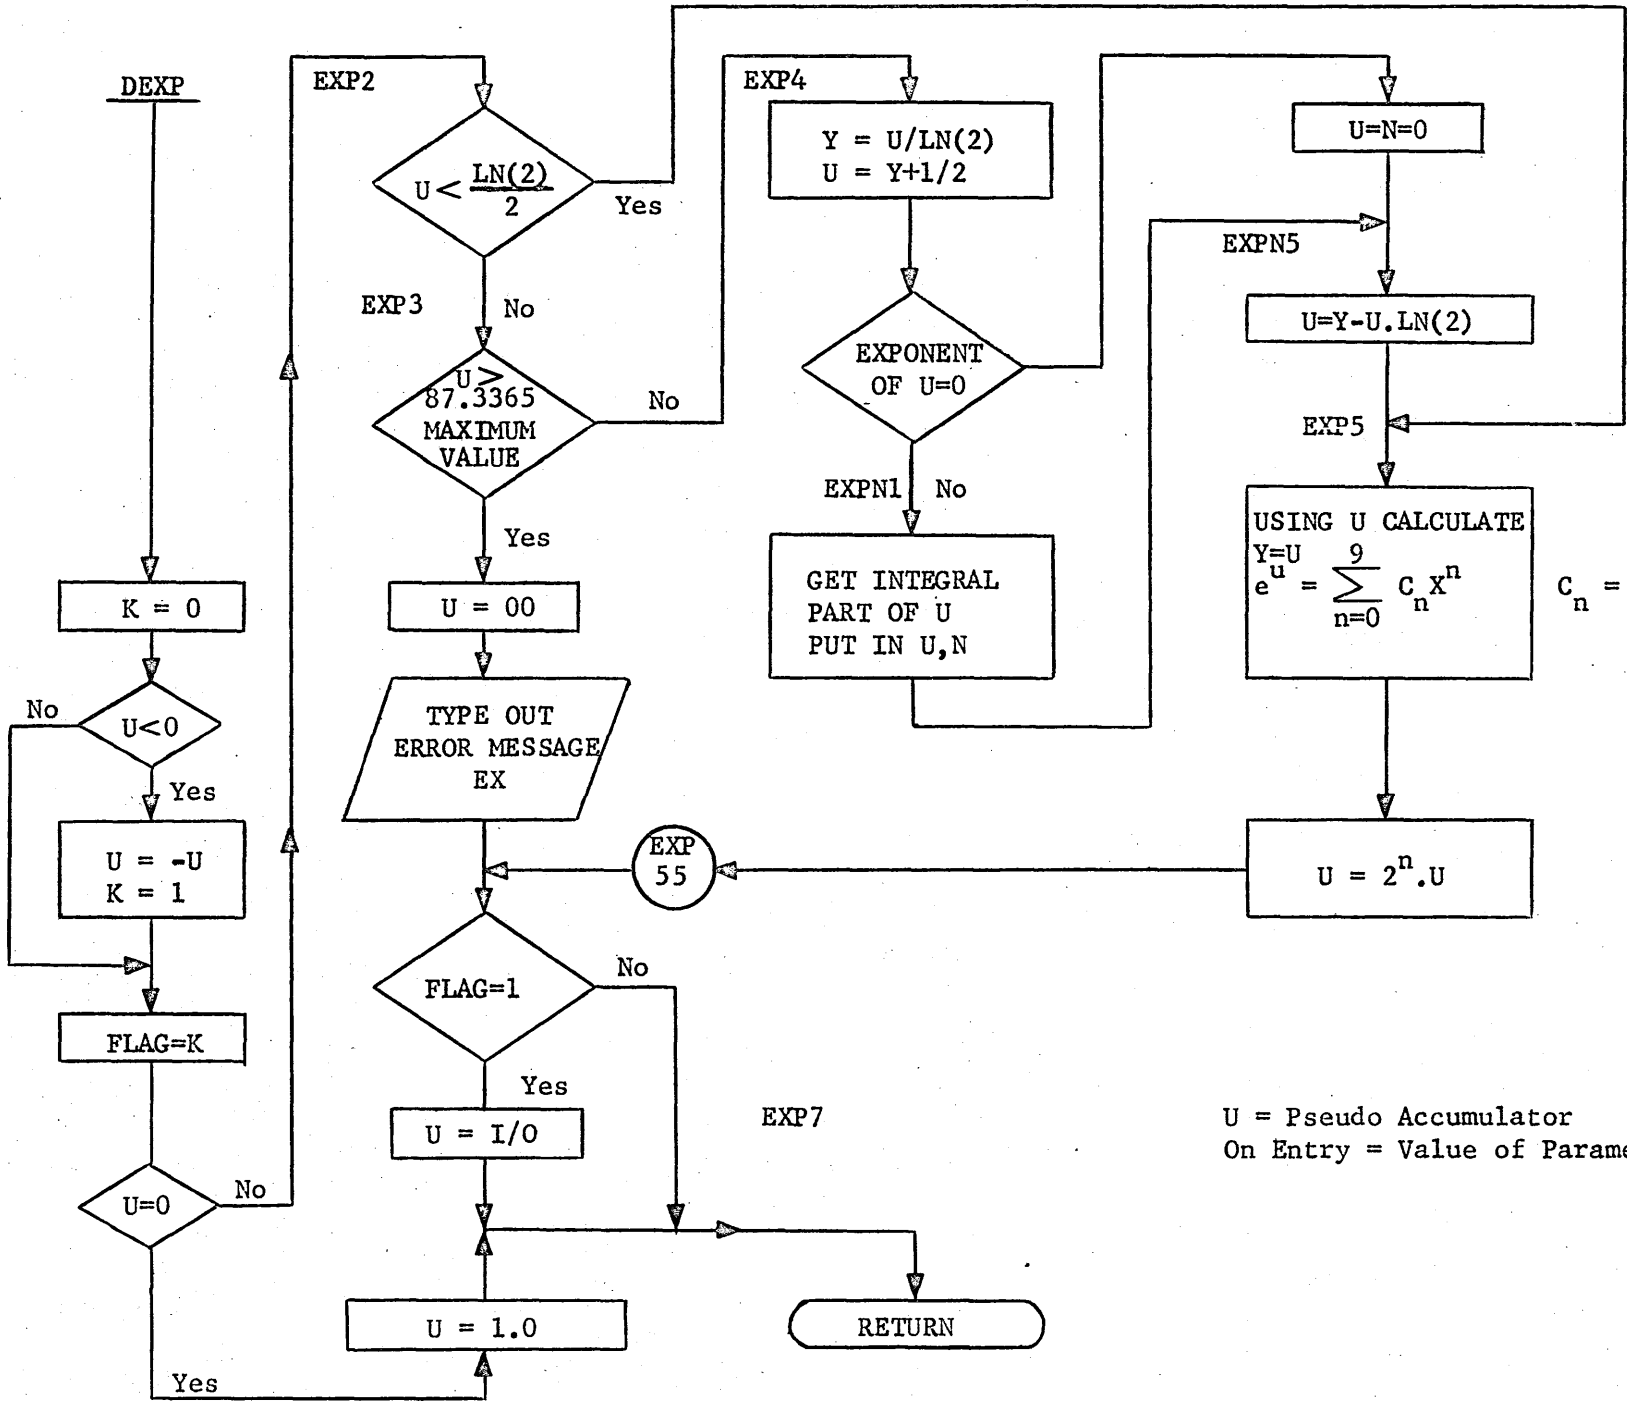 DEXP
K = 0
U<0
No
Yes
U = -U
K = 1
FLAG=K
U=0
No
Yes
EXP2
U < LN(2)
2
Yes
EXP3
No
U >
87.3365
MAXIMUM
VALUE
No
Yes
U = 00
TYPE OUT
ERROR MESSAGE
EX
EXP
55
FLAG=1
No
Yes
U = I/0
EXP7
U = 1.0
RETURN
EXP4
Y = U/LN(2)
U = Y+1/2
EXPONENT
OF U=0
EXPN1
No
GET INTEGRAL
PART OF U
PUT IN U,N
U=N=0
EXPN5
U=Y-U.LN(2)
EXP5
USING U CALCULATE
Y=U
e^u = ∑_{n=0}^{9} C_n X^n
C_n =
U = 2^n.U
U = Pseudo Accumulator
On Entry = Value of Parame